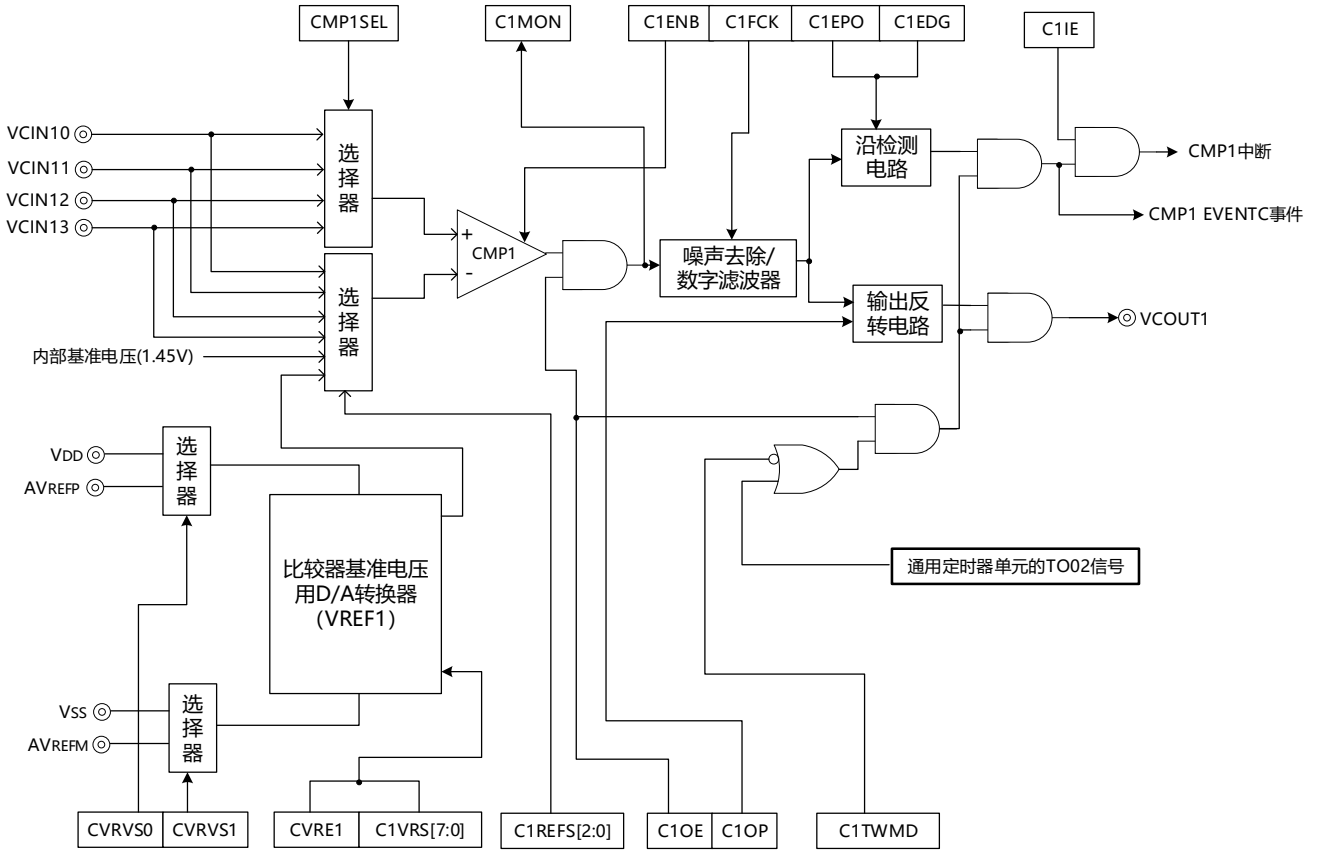 CMP1SEL
C1MON
C1ENB
C1FCK
C1EPO
C1EDG
C1IE
VCIN10
VCIN11
VCIN12
VCIN13
选择器
沿检测
电路
CMP1中断
CMP1 EVENTC事件
+
CMP1
-
噪声去除/
数字滤波器
选择器
输出反
转电路
VCOUT1
内部基准电压(1.45V)
VDD
AVREFP
选择器
比较器基准电压
用D/A转换器
（VREF1）
通用定时器单元的TO02信号
VSS
AVREFM
选择器
CVRVS0
CVRVS1
CVRE1
C1VRS[7:0]
C1REFS[2:0]
C1OE
C1OP
C1TWMD